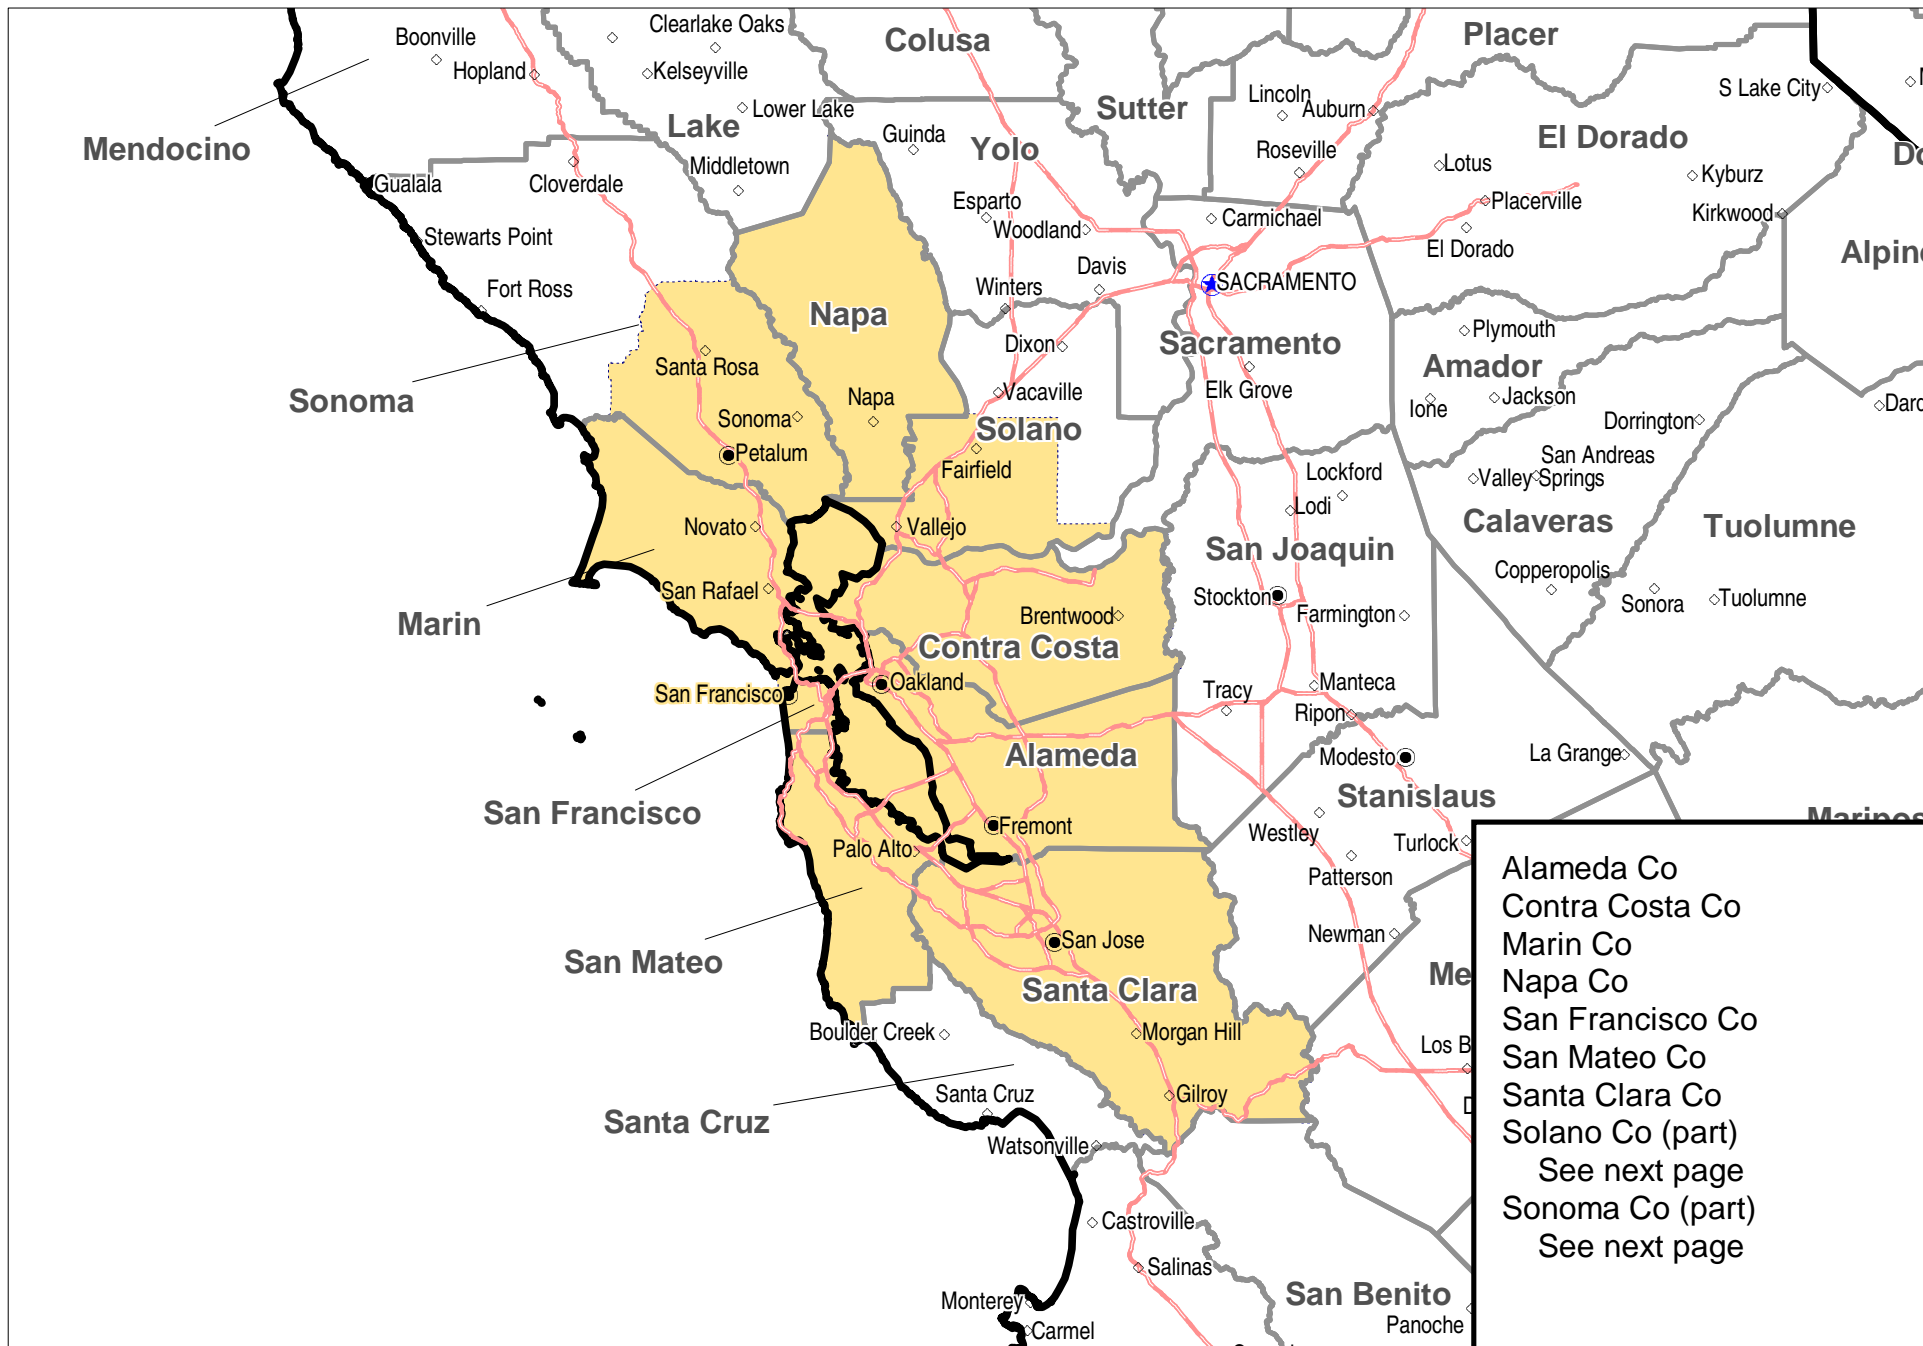 Boonville
Clearlake Oaks
Colusa
Placer
Hopland
Kelseyville
S Lake City
Lower Lake
Lake
Sutter
Lincoln
Auburn
El Dorado
Mendocino
Guinda
Yolo
Roseville
Middletown
Lotus
Kyburz
Gualala
Cloverdale
Esparto
Woodland
Carmichael
Placerville
Kirkwood
Stewarts Point
El Dorado
Davis
SACRAMENTO
Fort Ross
Winters
Napa
Plymouth
Dixon
Sacramento
Amador
Santa Rosa
Elk Grove
Sonoma
Napa
Vacaville
Ione
Jackson
Sonoma
Solano
Dorrington
Petalum
Fairfield
Lockford
San Andreas
Valley Springs
Novato
Vallejo
Lodi
Calaveras
Tuolumne
San Joaquin
Copperopolis
San Rafael
Stockton
Sonora
Tuolumne
Marin
Brentwood
Farmington
Contra Costa
San Francisco
Oakland
Tracy
Manteca
Ripon
Alameda
Modesto
La Grange
San Francisco
Stanislaus
Fremont
Westley
Turlock
Palo Alto
Patterson
San Mateo
San Jose
Newman
Santa Clara
Boulder Creek
Morgan Hill
Los B
Santa Cruz
Santa Cruz
Gilroy
Watsonville
Castroville
Salinas
San Benito
Monterey
Carmel
Panoche
Alameda Co
Contra Costa Co
Marin Co
Napa Co
San Francisco Co
San Mateo Co
Santa Clara Co
Solano Co (part)
See next page
Sonoma Co (part)
See next page